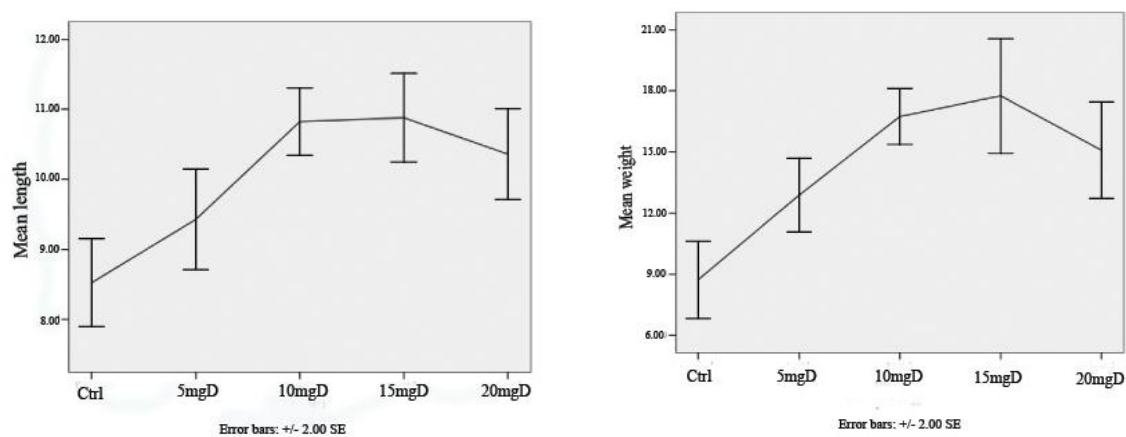 Mean length
12.00
11.00
10.00
9.00
8.00
Ctrl 5mgD 10mgD 15mgD 20mgD
Error bars: +/- 2.00 SE
Mean weight
21.00
18.00
15.00
12.00
9.00
6.00
Ctrl 5mgD 10mgD 15mgD 20mgD
Error bars: +/- 2.00 SE